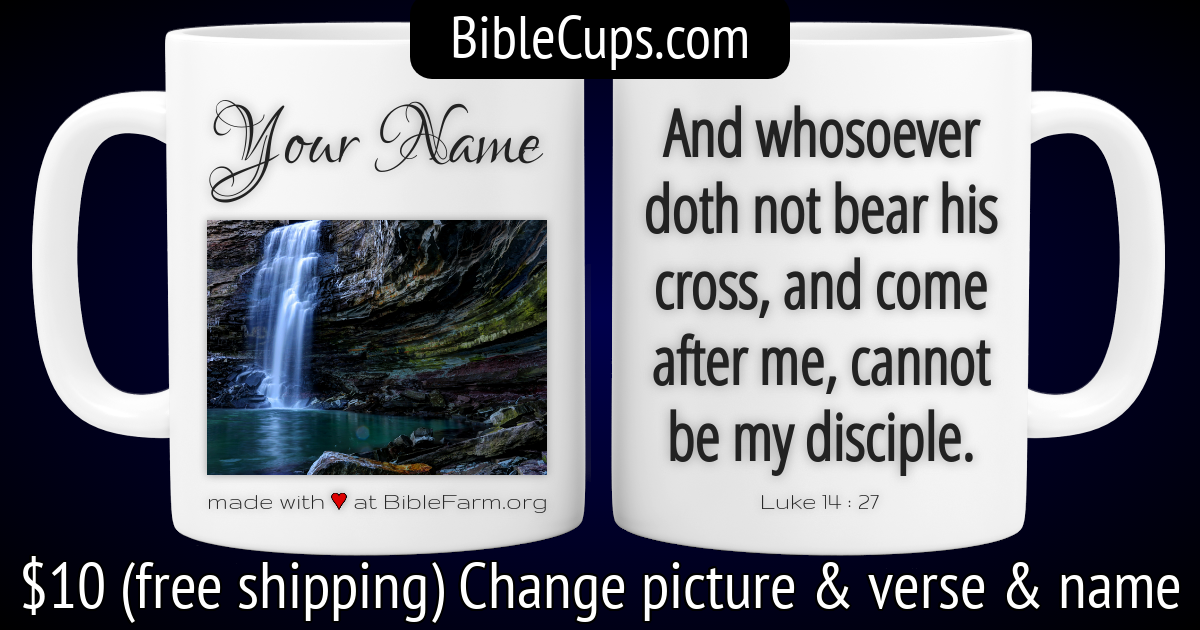 BibleCups.com
Your Name
made with ♥ at BibleFarm.org
And whosoever
doth not bear his
cross, and come
after me, cannot
be my disciple.
Luke 14 : 27
$10 (free shipping) Change picture & verse & name